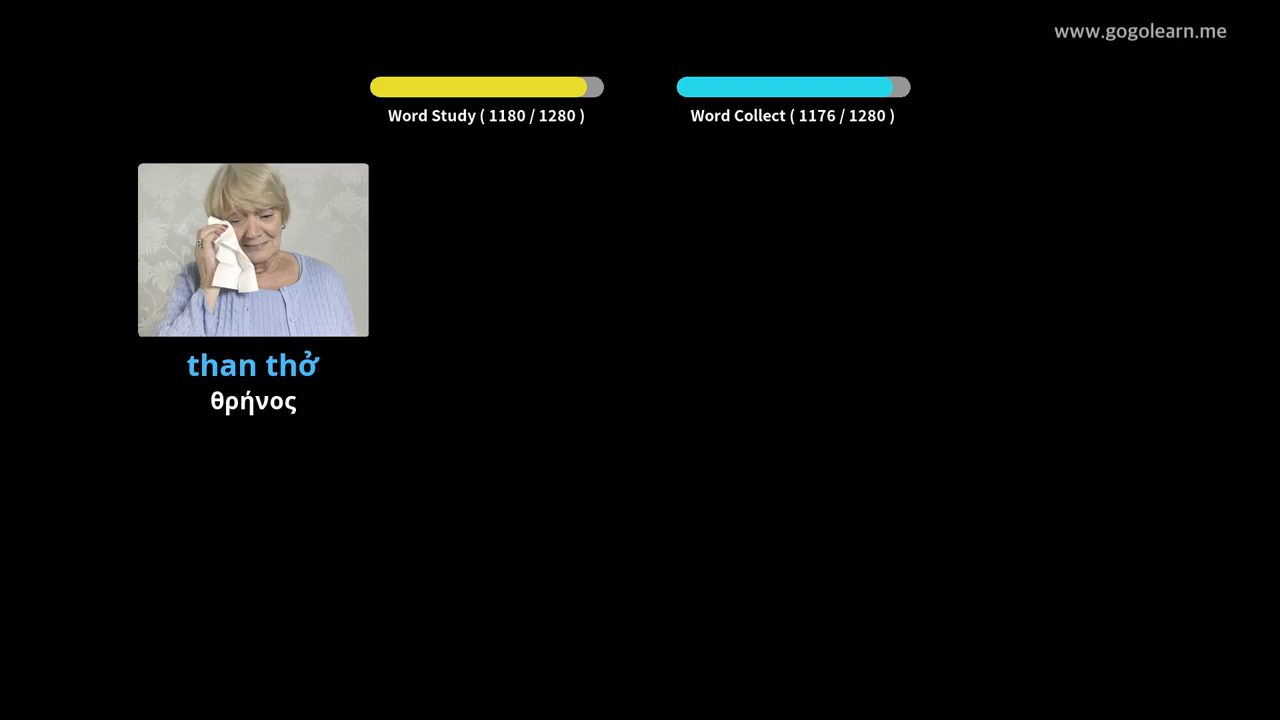 www.gogolearn.me
Word Study ( 1180 / 1280 )
Word Collect ( 1176 / 1280 )
than thở
θρήνος